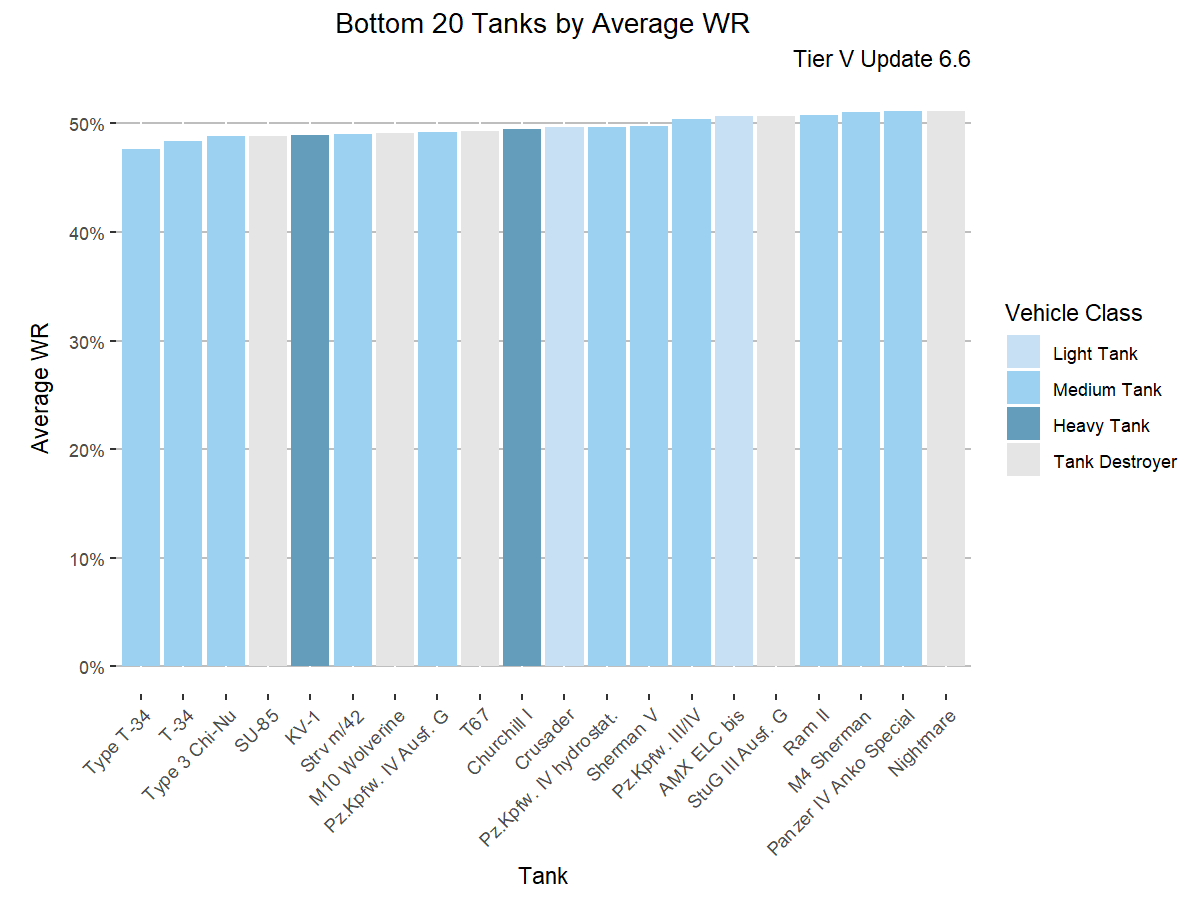 Bottom 20 Tanks by Average WR
Tier V Update 6.6
Average WR
50%
40%
30%
20%
10%
0%
Type T-34
T-34
Type 3 Chi-Nu
SU-85
KV-1
Strv m/42
M10 Wolverine
Pz.Kpfw. IV Ausf. G
T67
Churchill I
Crusader
Pz.Kpfw. IV hydrostat.
Sherman V
Pz.Kpfw. III/IV
AMX ELC bis
StuG III Ausf. G
Ram II
M4 Sherman
Panzer IV Anko Special
Nightmare
Tank
Vehicle Class
Light Tank
Medium Tank
Heavy Tank
Tank Destroyer